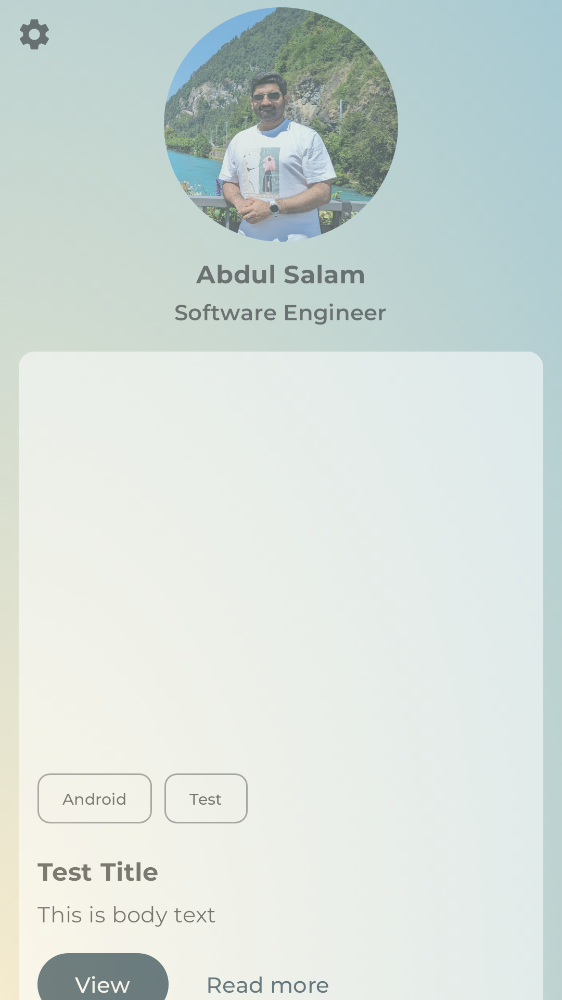 Abdul Salam
Software Engineer
Android Test
Test Title
This is body text
View Read more